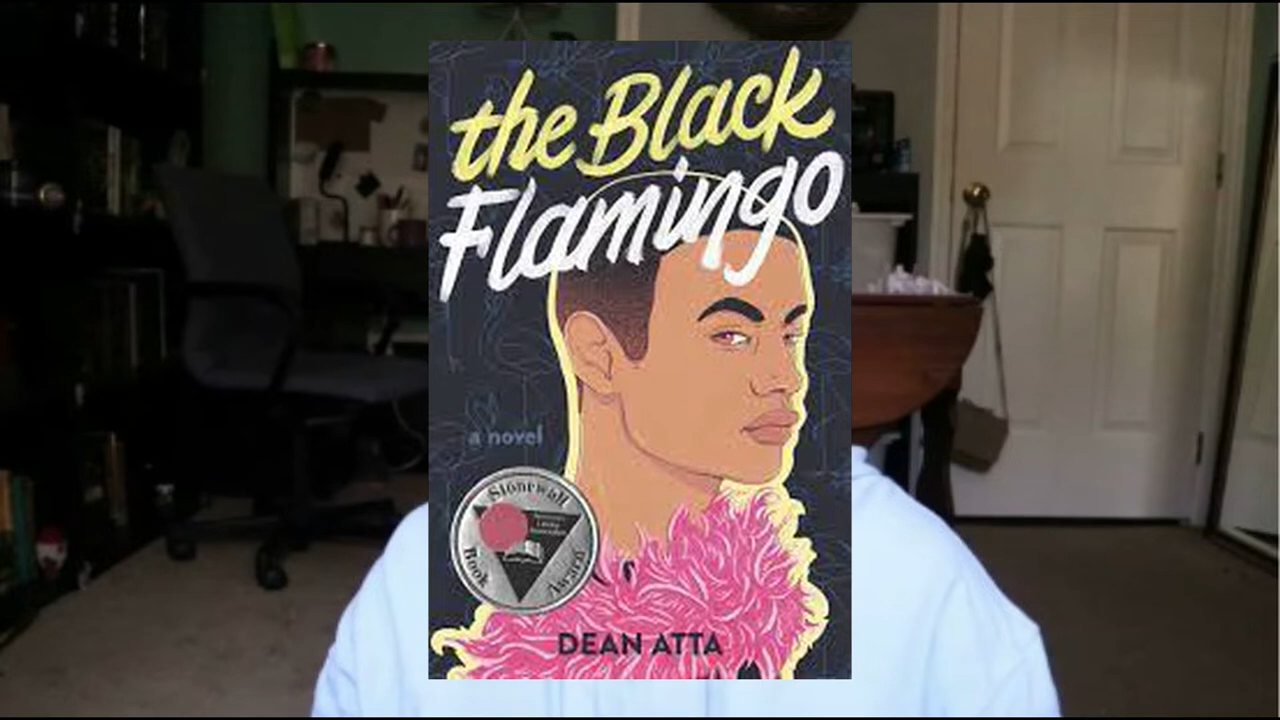 the Black
Flamingo
a novel
Stonewall
Book Award
DEAN ATTA